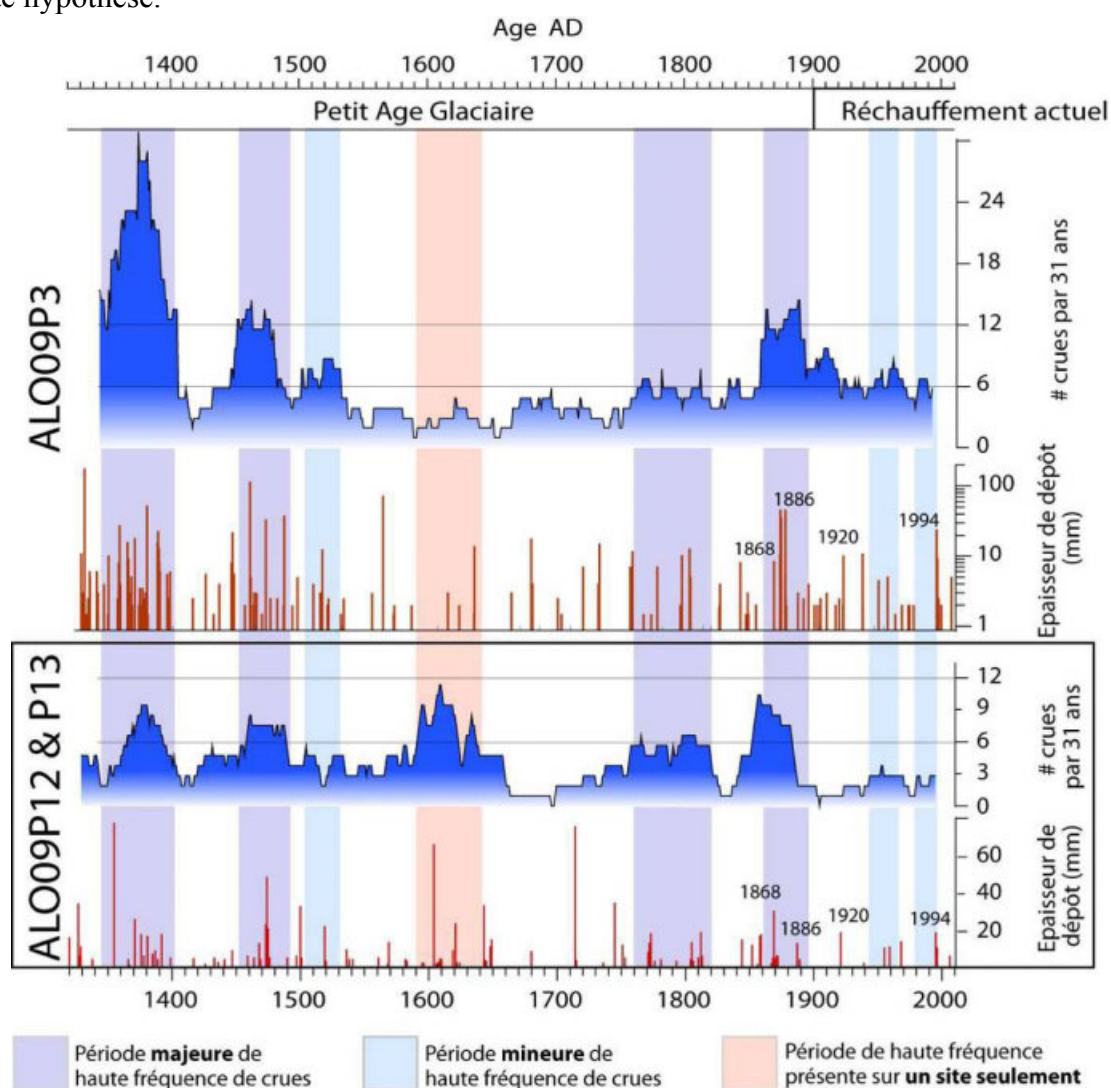 hypothèse.
Age AD
1400 1500 1600 1700 1800 1900 2000
Petit Age Glaciaire
Réchauffement actuel
ALO09P3
24
18
12
6
0
# crues par 31 ans
100
10
1
Epaisseur de dépôt
(mm)
1868
1886
1920
1994
ALO09P12 & P13
12
9
6
3
0
# crues
par 31 ans
60
40
20
Epaisseur de
dépôt (mm)
1868
1886
1920
1994
1400 1500 1600 1700 1800 1900 2000
Période majeure de
haute fréquence de crues
Période mineure de
haute fréquence de crues
Période de haute fréquence
présente sur un site seulement